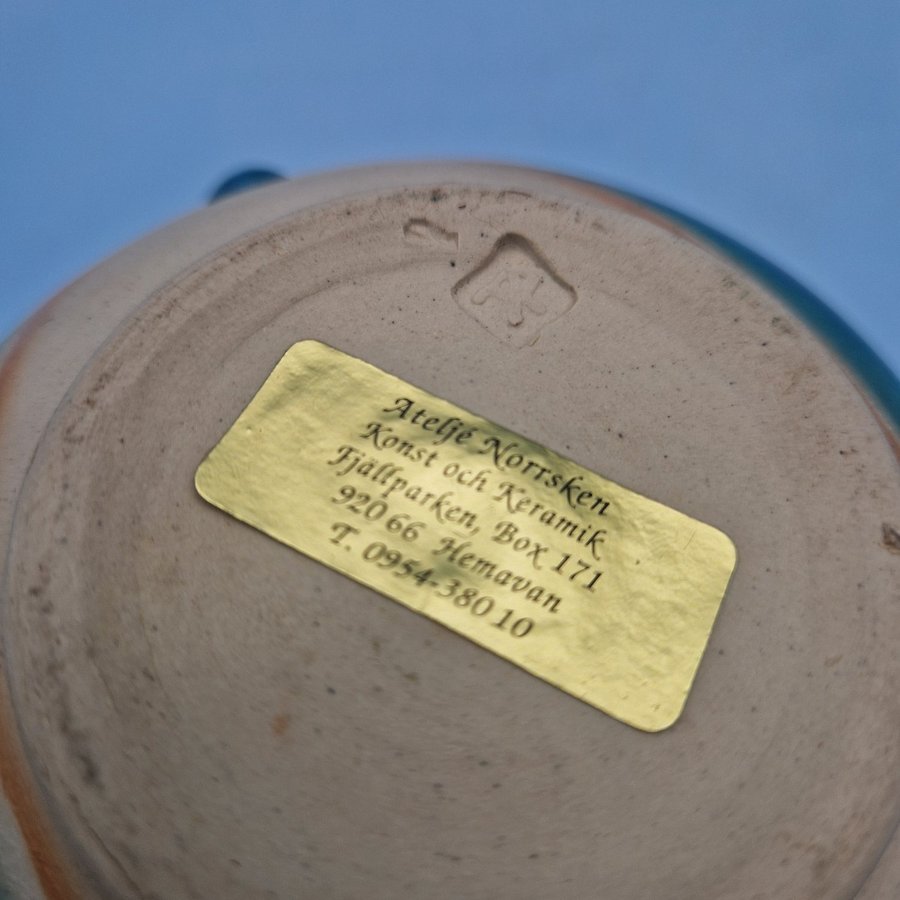 Ateljé Norrsken
Konst och Keramik
Fjällparken, Box 171
920 66 Hemavan
T. 0954-380 10